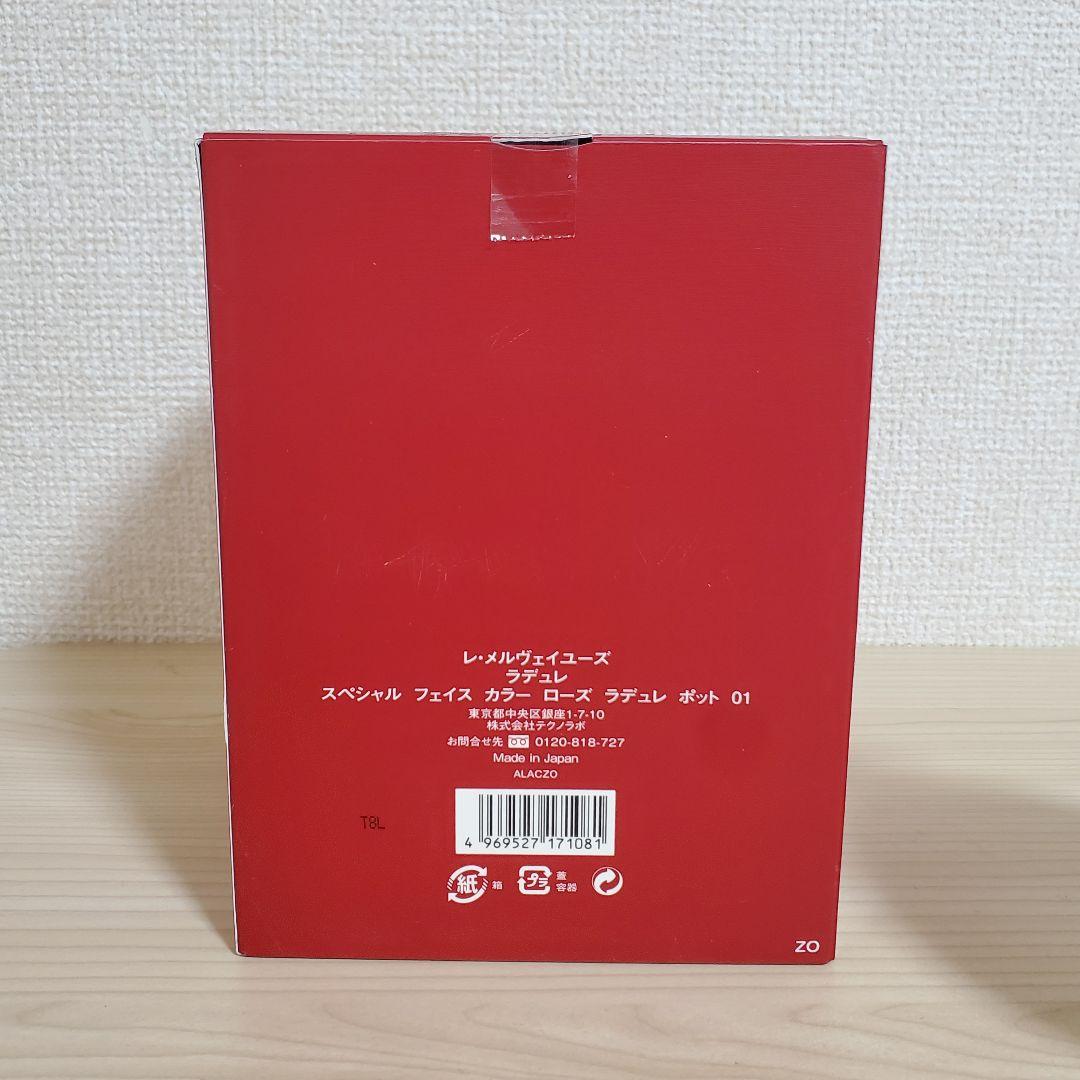 レ・メルヴェイユーズ
ラデュレ
スペシャル フェイス カラー ローズ ラデュレ ポット 01
東京都中央区銀座1-7-10
株式会社テクノラボ
お問合せ先 0120-818-727
Made in Japan
ALACZO
T8L
4 969527 171081
紙 箱 プラ 蓋 容器
ZO